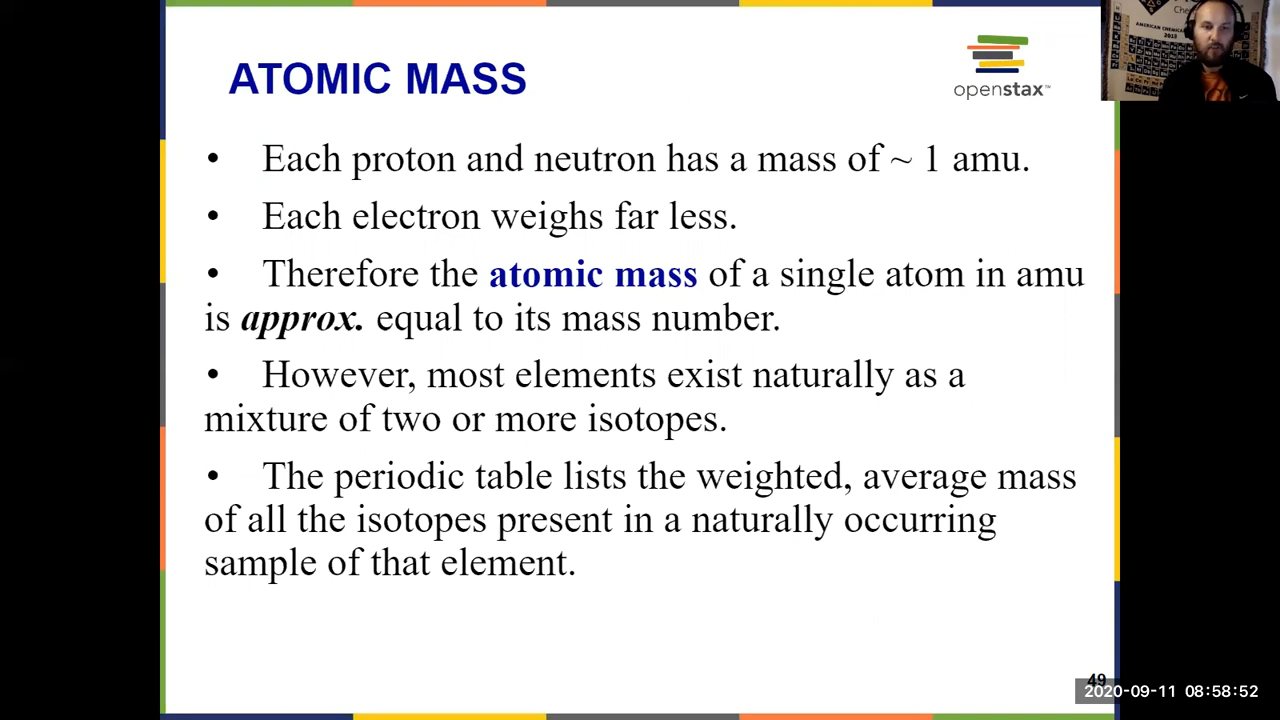 ATOMIC MASS
openstax™
AMERICAN CHEMICAL
• Each proton and neutron has a mass of ~ 1 amu.
• Each electron weighs far less.
• Therefore the atomic mass of a single atom in amu
is approx. equal to its mass number.
• However, most elements exist naturally as a
mixture of two or more isotopes.
• The periodic table lists the weighted, average mass
of all the isotopes present in a naturally occurring
sample of that element.
49
2020-09-11 08:58:52